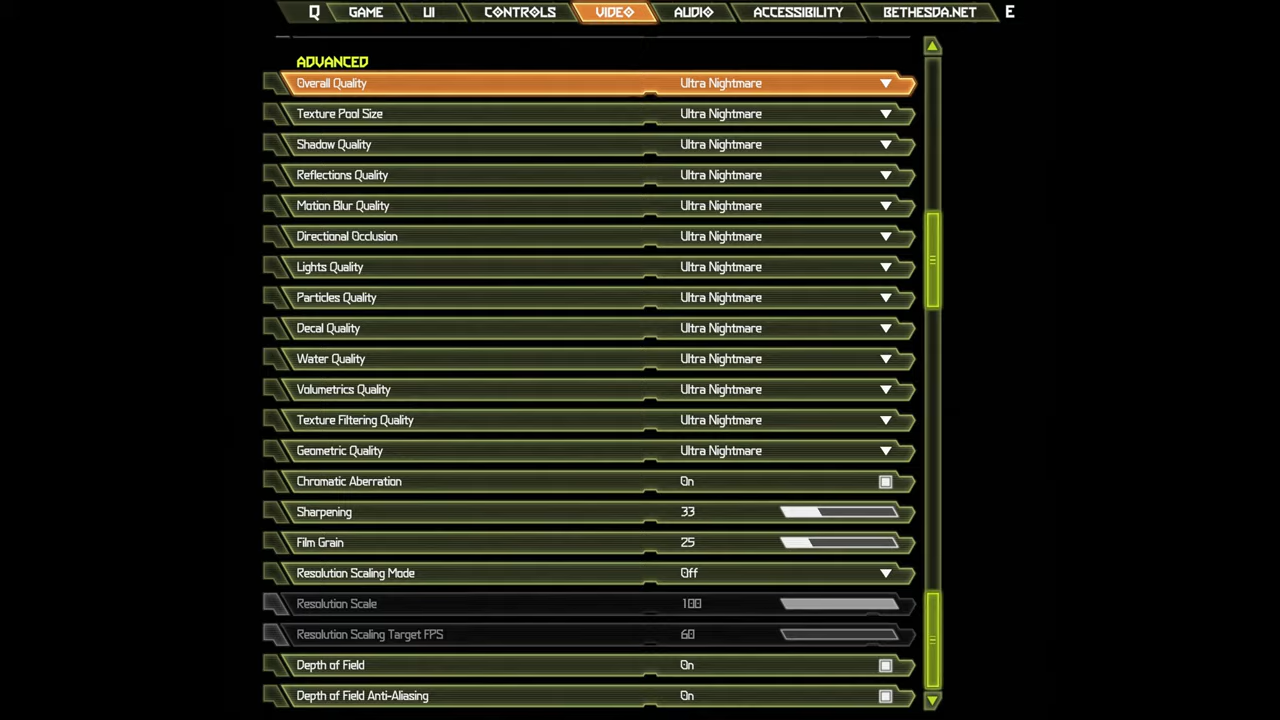 Q GAME UI CONTROLS VIDEO AUDIO ACCESSIBILITY BETHESDA.NET E
ADVANCED
Overall Quality Ultra Nightmare
Texture Pool Size Ultra Nightmare
Shadow Quality Ultra Nightmare
Reflections Quality Ultra Nightmare
Motion Blur Quality Ultra Nightmare
Directional Occlusion Ultra Nightmare
Lights Quality Ultra Nightmare
Particles Quality Ultra Nightmare
Decal Quality Ultra Nightmare
Water Quality Ultra Nightmare
Volumetrics Quality Ultra Nightmare
Texture Filtering Quality Ultra Nightmare
Geometric Quality Ultra Nightmare
Chromatic Aberration On
Sharpening 33
Film Grain 25
Resolution Scaling Mode Off
Resolution Scale 100
Resolution Scaling Target FPS 60
Depth of Field On
Depth of Field Anti-Aliasing On